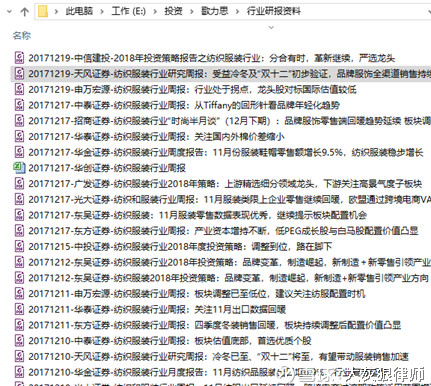 此电脑 › 工作 (E:) › 投资 › 歌力思 › 行业研报资料
名称
20171219-中信建投-2018年投资策略报告之纺织服装行业：分合有时，革新继续，严选龙头
20171219-天风证券-纺织服装行业研究周报：受益冷冬及"双十二"初步验证，品牌服饰全渠道销售持续
20171219-申万宏源-纺织服装行业周报：行业处于拐点，龙头股对标国际估值较低
20171217-中泰证券-纺织服装行业周报：从Tiffany的回形针看品牌年轻化趋势
20171217-招商证券-纺织服装行业"时尚半月谈"（12月下期）：品牌服饰零售端回暖趋势延续 板块调
20171217-华泰证券-纺织服装行业周报：关注国内外棉价差缩小
20171217-华金证券-纺织服装行业周度报告：11月份服装鞋帽零售额增长9.5%，纺织服装稳步增长
20171217-华创证券-纺织服装行业周报
20171217-广发证券-纺织服装行业2018年策略：上游精选细分领域龙头，下游关注高景气度子板块
20171217-光大证券-纺织和服装行业周报：服装类限上企业零售继续回暖，欧盟通过跨境电商VA
20171217-东吴证券-纺织服装：11月服装零售数据表现优秀，继续提示板块配置机会
20171217-东方证券-纺织服装行业周报：产业资本增持不断，低PEG成长股与白马股配置价值凸显
20171215-中投证券-纺织服装行业2018年度投资策略：调整到位，路在脚下
20171212-东吴证券-纺织服装行业2018年投资策略：品牌变革，制造崛起，新制造＋新零售引领产业
20171212-东吴证券-纺织服装2018年投资策略：品牌变革，制造崛起，新制造＋新零售引领产业方向
20171211-申万宏源-纺织服装行业周报：板块调整已至低位，建议关注纺服配置时机
20171211-华泰证券-纺织服装行业周报：关注11月出口数据回暖
20171211-东方证券-纺织服装行业周报：四季度冬装销售回暖，板块持续调整后配置价值凸显
20171210-中泰证券-纺织服装行业周报：板块估值底部，首选优质个股
20171210-天风证券-纺织服装行业研究周报：冷冬已至、"双十二"将至，有望带动服装销售加速
20171210-华金证券-纺织服装行业月度报告：11月纺织品服装